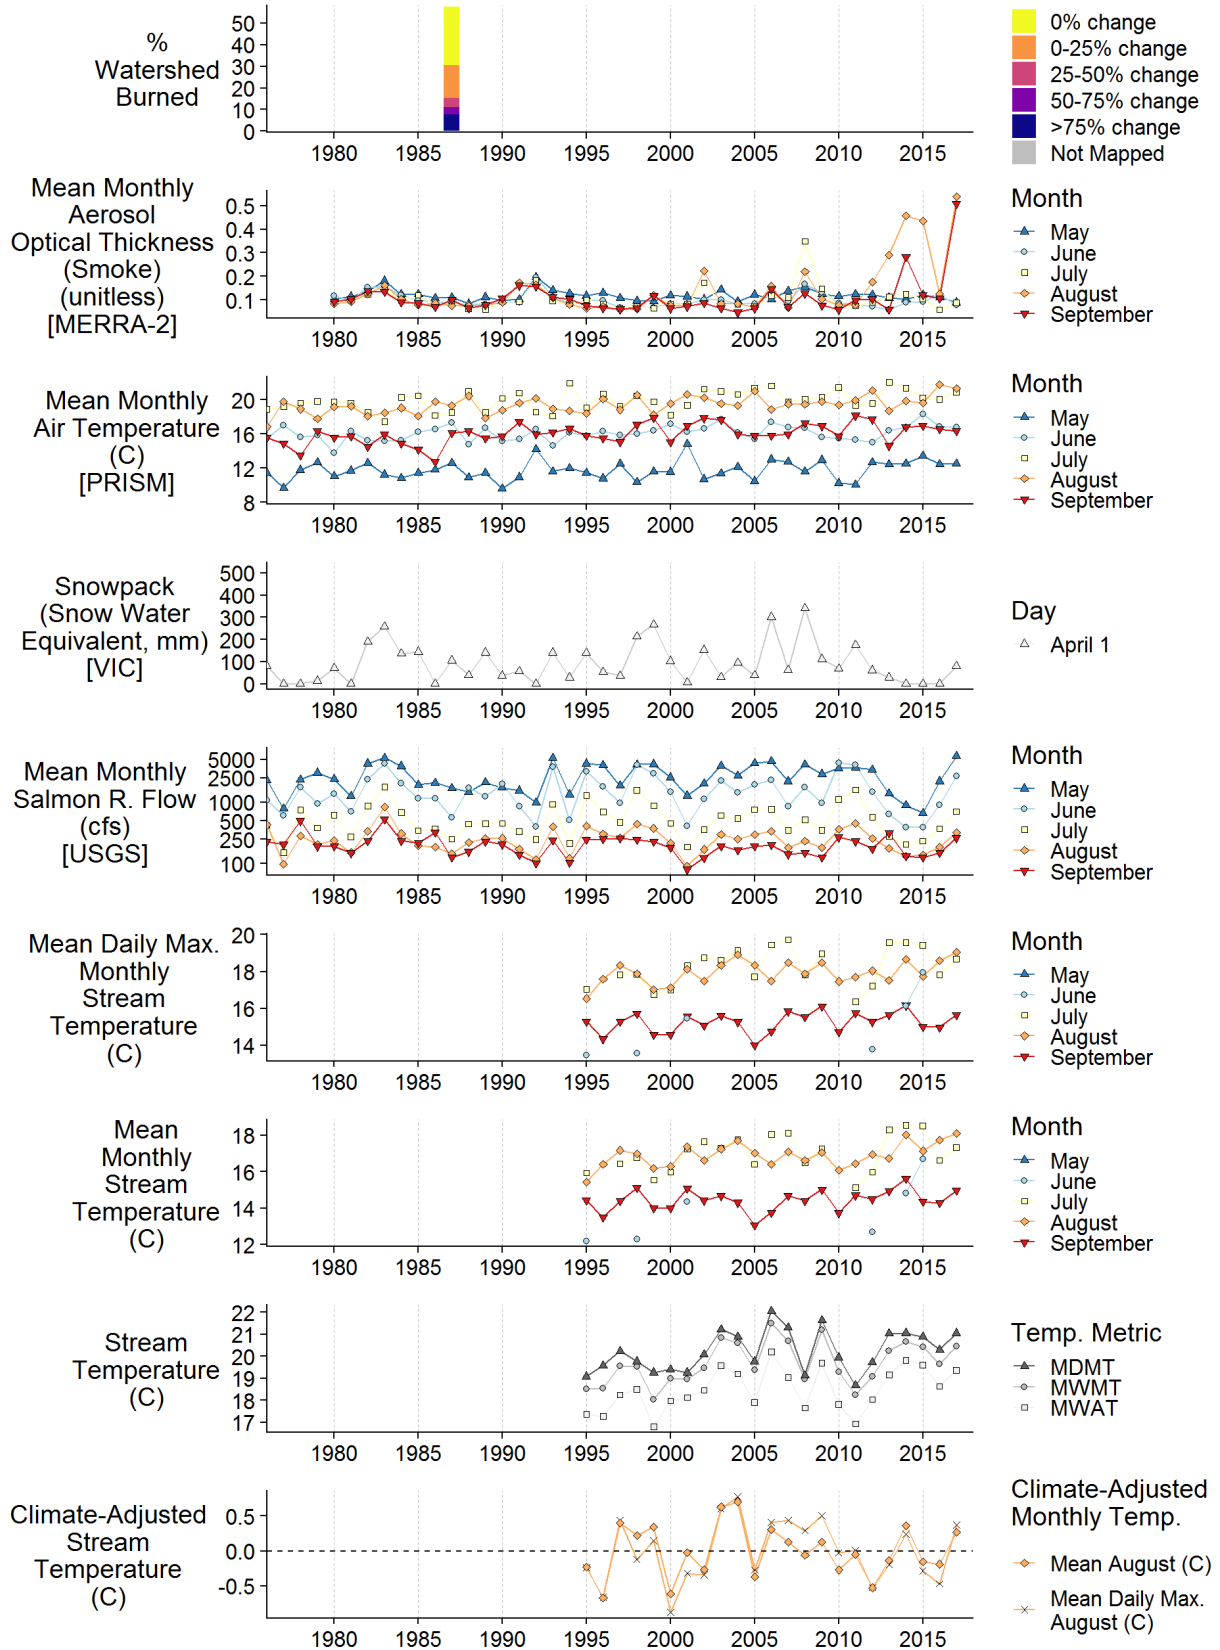 %
Watershed
Burned
50
40
30
20
10
0
1980 1985 1990 1995 2000 2005 2010 2015
0% change
0-25% change
25-50% change
50-75% change
>75% change
Not Mapped
Mean Monthly
Aerosol
Optical Thickness
(Smoke)
(unitless)
[MERRA-2]
0.5
0.4
0.3
0.2
0.1
1980 1985 1990 1995 2000 2005 2010 2015
Month
May
June
July
August
September
Mean Monthly
Air Temperature
(C)
[PRISM]
20
16
12
8
1980 1985 1990 1995 2000 2005 2010 2015
Month
May
June
July
August
September
Snowpack
(Snow Water
Equivalent, mm)
[VIC]
500
400
300
200
100
0
1980 1985 1990 1995 2000 2005 2010 2015
Day
April 1
Mean Monthly
Salmon R. Flow
(cfs)
[USGS]
5000
2500
1000
500
250
100
1980 1985 1990 1995 2000 2005 2010 2015
Month
May
June
July
August
September
Mean Daily Max.
Monthly
Stream
Temperature
(C)
20
18
16
14
1980 1985 1990 1995 2000 2005 2010 2015
Month
May
June
July
August
September
Mean
Monthly
Stream
Temperature
(C)
18
16
14
12
1980 1985 1990 1995 2000 2005 2010 2015
Month
May
June
July
August
September
Stream
Temperature
(C)
22
21
20
19
18
17
1980 1985 1990 1995 2000 2005 2010 2015
Temp. Metric
MDMT
MWMT
MWAT
Climate-Adjusted
Stream
Temperature
(C)
0.5
0.0
-0.5
1980 1985 1990 1995 2000 2005 2010 2015
Climate-Adjusted
Monthly Temp.
Mean August (C)
Mean Daily Max.
August (C)